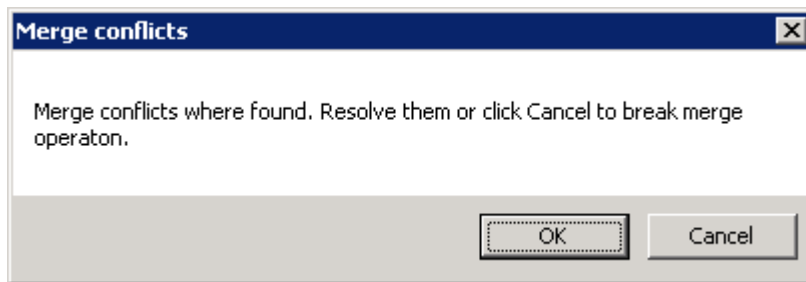 Merge conflicts
Merge conflicts where found. Resolve them or click Cancel to break merge
operaton.
OK
Cancel